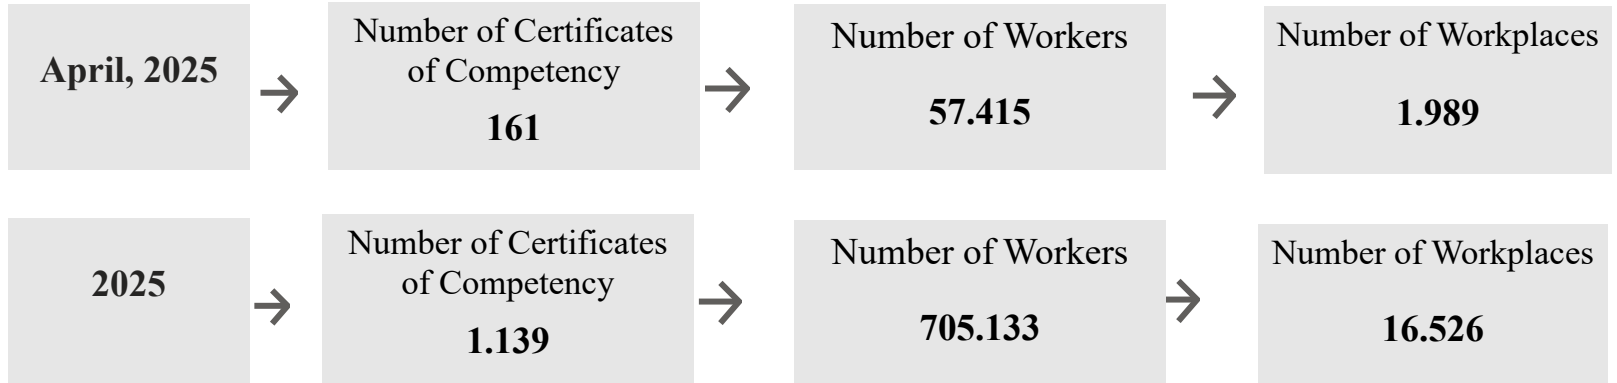 April, 2025
Number of Certificates
of Competency
161
Number of Workers
57.415
Number of Workplaces
1.989
2025
Number of Certificates
of Competency
1.139
Number of Workers
705.133
Number of Workplaces
16.526